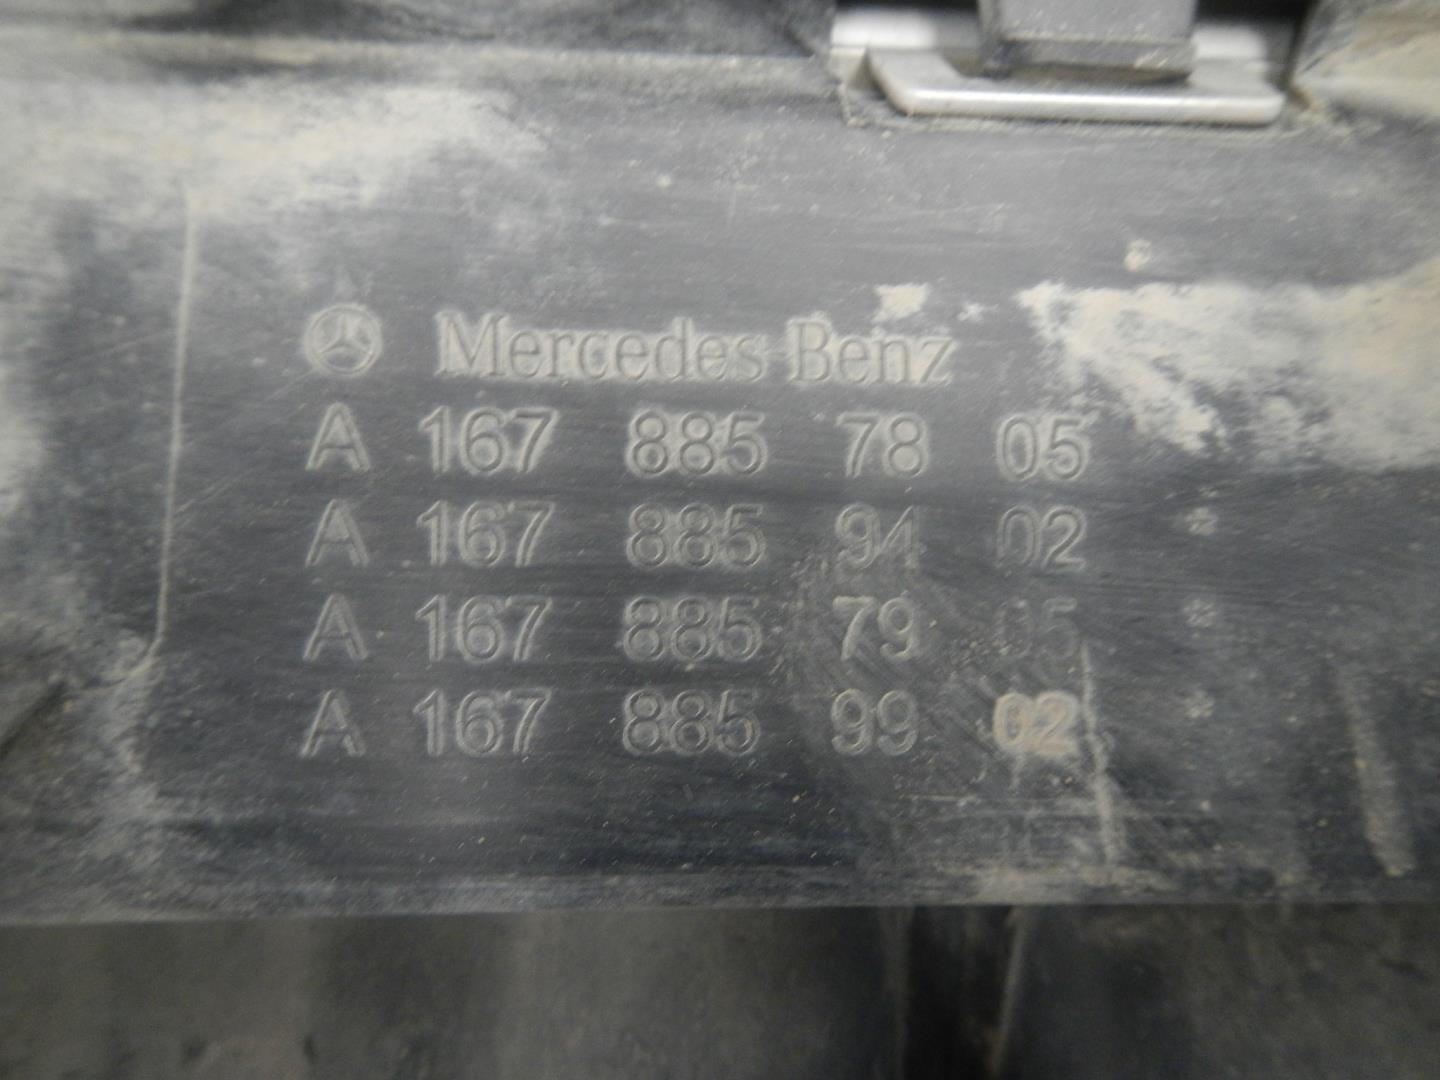 Mercedes-Benz
A 167 885 78 05
A 167 885 94 02 *
A 167 885 79 05 *
A 167 885 99 02 *